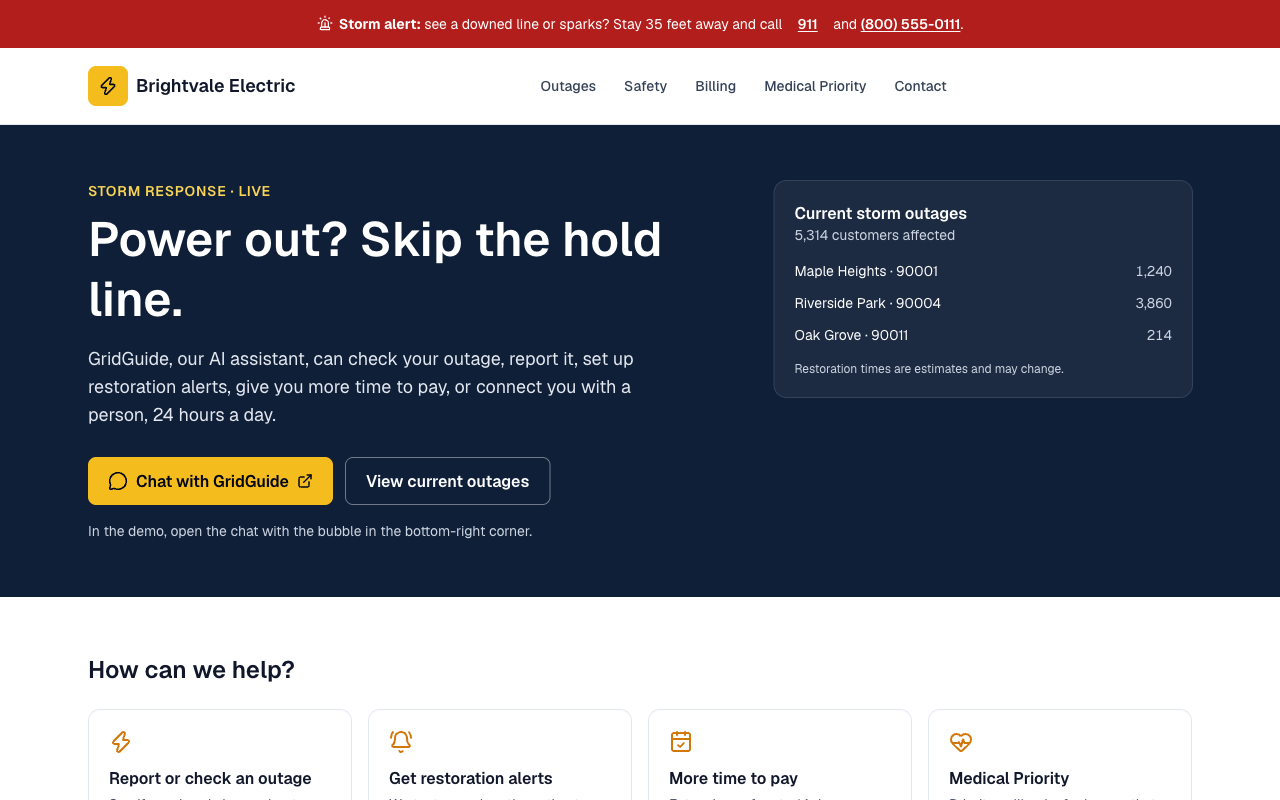 Storm alert: see a downed line or sparks? Stay 35 feet away and call 911 and (800) 555-0111.
Brightvale Electric
Outages Safety Billing Medical Priority Contact
STORM RESPONSE · LIVE
Power out? Skip the hold
line.
GridGuide, our AI assistant, can check your outage, report it, set up
restoration alerts, give you more time to pay, or connect you with a
person, 24 hours a day.
Chat with GridGuide
View current outages
In the demo, open the chat with the bubble in the bottom-right corner.
Current storm outages
5,314 customers affected
Maple Heights · 90001 1,240
Riverside Park · 90004 3,860
Oak Grove · 90011 214
Restoration times are estimates and may change.
How can we help?
Report or check an outage
Get restoration alerts
More time to pay
Medical Priority